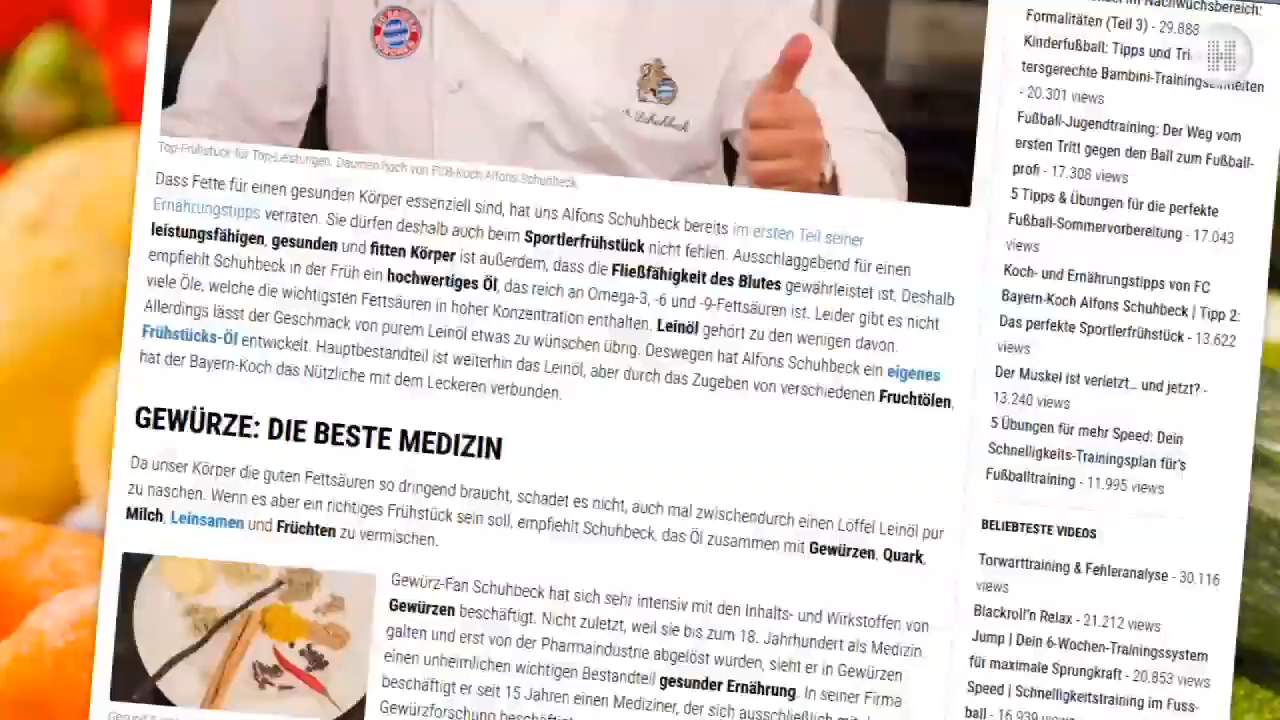 FC BAYERN
MÜNCHEN
A. Schuhbeck
Top-Frühstück für Top-Leistungen. Daumen hoch von FCB-Koch Alfons Schuhbeck
Dass Fette für einen gesunden Körper essenziell sind, hat uns Alfons Schuhbeck bereits im ersten Teil seiner
Ernährungstipps verraten. Sie dürfen deshalb auch beim Sportlerfrühstück nicht fehlen. Ausschlaggebend für einen
leistungsfähigen, gesunden und fitten Körper ist außerdem, dass die Fließfähigkeit des Blutes gewährleistet ist. Deshalb
empfiehlt Schuhbeck in der Früh ein hochwertiges Öl, das reich an Omega-3, -6 und -9-Fettsäuren ist. Leider gibt es nicht
viele Öle, welche die wichtigsten Fettsäuren in hoher Konzentration enthalten. Leinöl gehört zu den wenigen davon.
Allerdings lässt der Geschmack von purem Leinöl etwas zu wünschen übrig. Deswegen hat Alfons Schuhbeck ein eigenes
Frühstücks-Öl entwickelt. Hauptbestandteil ist weiterhin das Leinöl, aber durch das Zugeben von verschiedenen Fruchtölen,
hat der Bayern-Koch das Nützliche mit dem Leckeren verbunden.
GEWÜRZE: DIE BESTE MEDIZIN
Da unser Körper die guten Fettsäuren so dringend braucht, schadet es nicht, auch mal zwischendurch einen Löffel Leinöl pur
zu naschen. Wenn es aber ein richtiges Frühstück sein soll, empfiehlt Schuhbeck, das Öl zusammen mit Gewürzen, Quark,
Milch, Leinsamen und Früchten zu vermischen.
Gewürz-Fan Schuhbeck hat sich sehr intensiv mit den Inhalts- und Wirkstoffen von
Gewürzen beschäftigt. Nicht zuletzt, weil sie bis zum 18. Jahrhundert als Medizin
galten und erst von der Pharmaindustrie abgelöst wurden, sieht er in Gewürzen
einen unheimlichen wichtigen Bestandteil gesunder Ernährung. In seiner Firma
beschäftigt er seit 15 Jahren einen Mediziner, der sich ausschließlich mit
Gewürzforschung beschäftigt
im Nachwuchsbereich:
Formalitäten (Teil 3) - 29.888
Kinderfußball: Tipps und
tersgerechte Bambini-Trainingseinheiten
- 20.301 views
Fußball-Jugendtraining: Der Weg vom
ersten Tritt gegen den Ball zum Fußball-
profi - 17.308 views
5 Tipps & Übungen für die perfekte
Fußball-Sommervorbereitung - 17.043
views
Koch- und Ernährungstipps von FC
Bayern-Koch Alfons Schuhbeck | Tipp 2:
Das perfekte Sportlerfrühstück - 13.622
views
Der Muskel ist verletzt... und jetzt? -
13.240 views
5 Übungen für mehr Speed: Dein
Schnelligkeits-Trainingsplan für's
Fußballtraining - 11.995 views
BELIEBTESTE VIDEOS
Torwarttraining & Fehleranalyse - 30.116
views
Blackroll'n Relax - 21.212 views
Jump | Dein 6-Wochen-Trainingssystem
für maximale Sprungkraft - 20.853 views
Speed | Schnelligkeitstraining im Fuss-
ball - 16.939 views